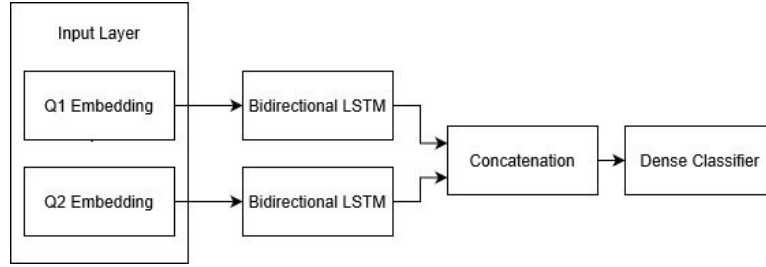 Input Layer
Q1 Embedding
Bidirectional LSTM
Q2 Embedding
Bidirectional LSTM
Concatenation
Dense Classifier